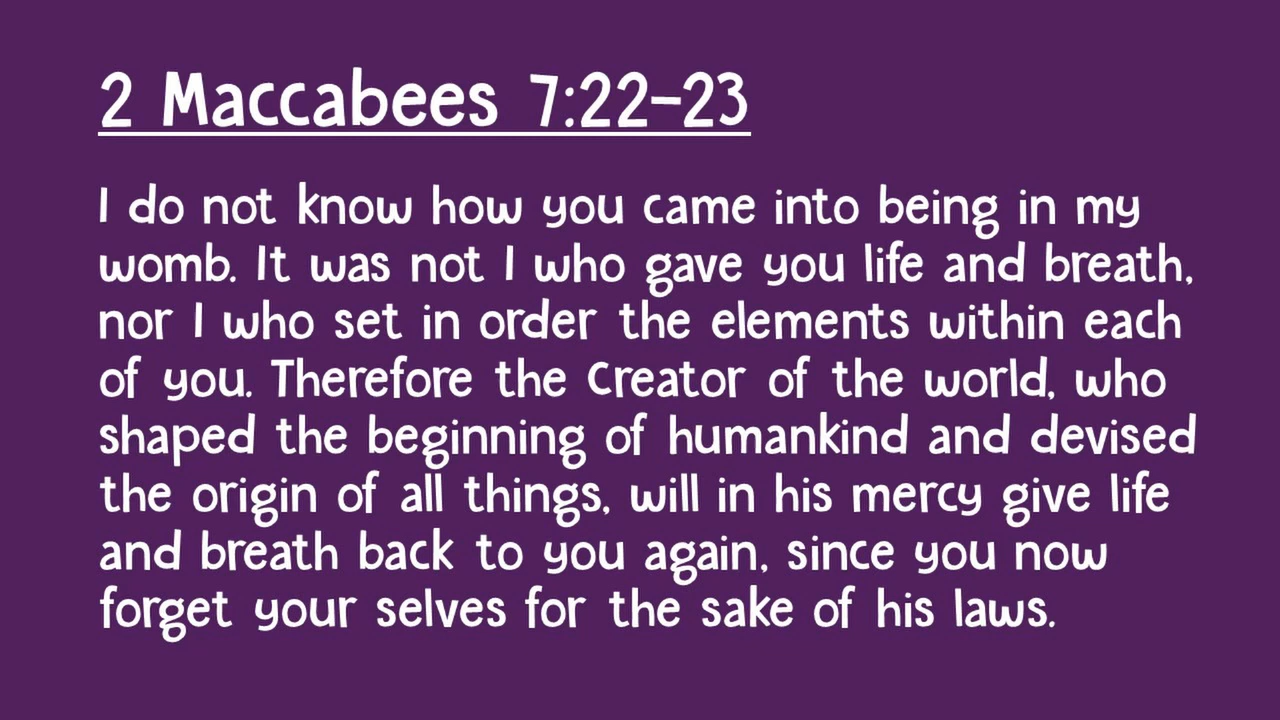 2 Maccabees 7:22-23
I do not know how you came into being in my
womb. It was not I who gave you life and breath,
nor I who set in order the elements within each
of you. Therefore the Creator of the world, who
shaped the beginning of humankind and devised
the origin of all things, will in his mercy give life
and breath back to you again, since you now
forget your selves for the sake of his laws.